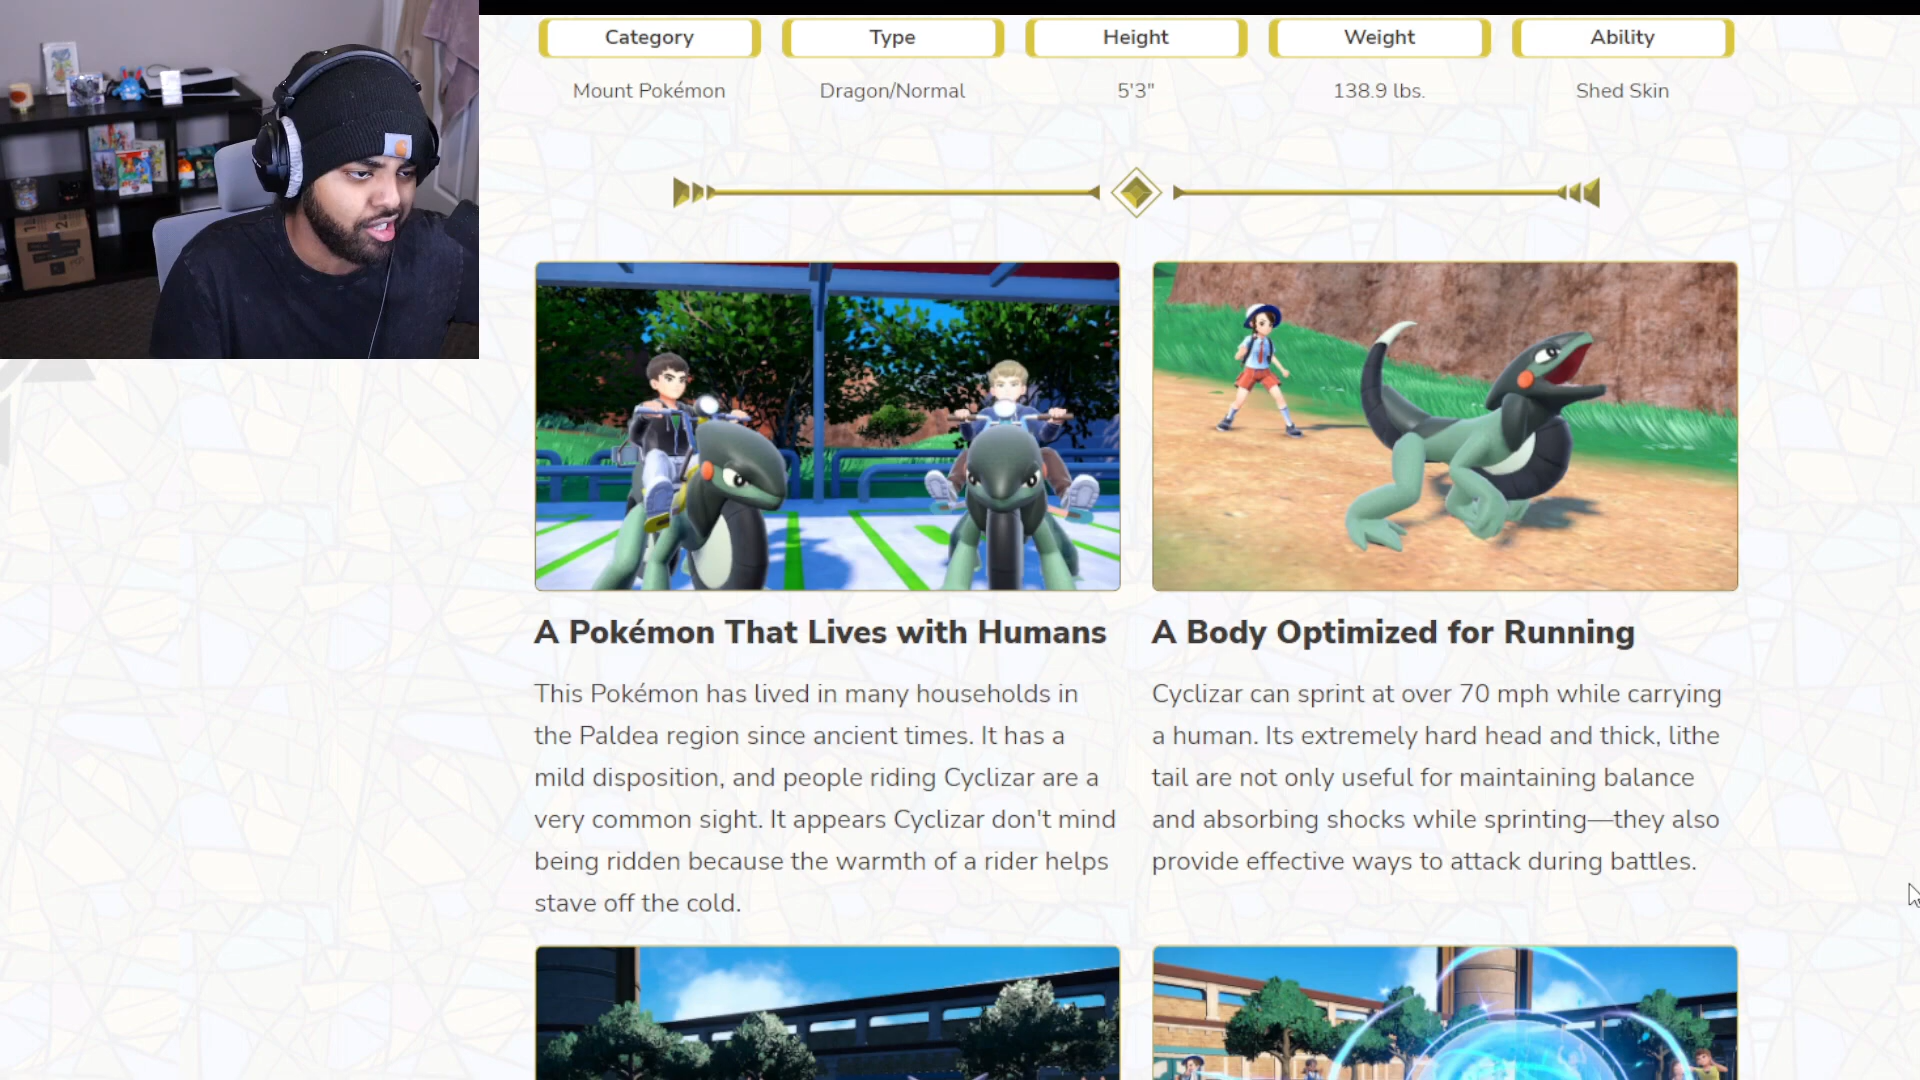 Category
Type
Height
Weight
Ability
Mount Pokémon
Dragon/Normal
5'3"
138.9 lbs.
Shed Skin
A Pokémon That Lives with Humans
This Pokémon has lived in many households in
the Paldea region since ancient times. It has a
mild disposition, and people riding Cyclizar are a
very common sight. It appears Cyclizar don't mind
being ridden because the warmth of a rider helps
stave off the cold.
A Body Optimized for Running
Cyclizar can sprint at over 70 mph while carrying
a human. Its extremely hard head and thick, lithe
tail are not only useful for maintaining balance
and absorbing shocks while sprinting—they also
provide effective ways to attack during battles.